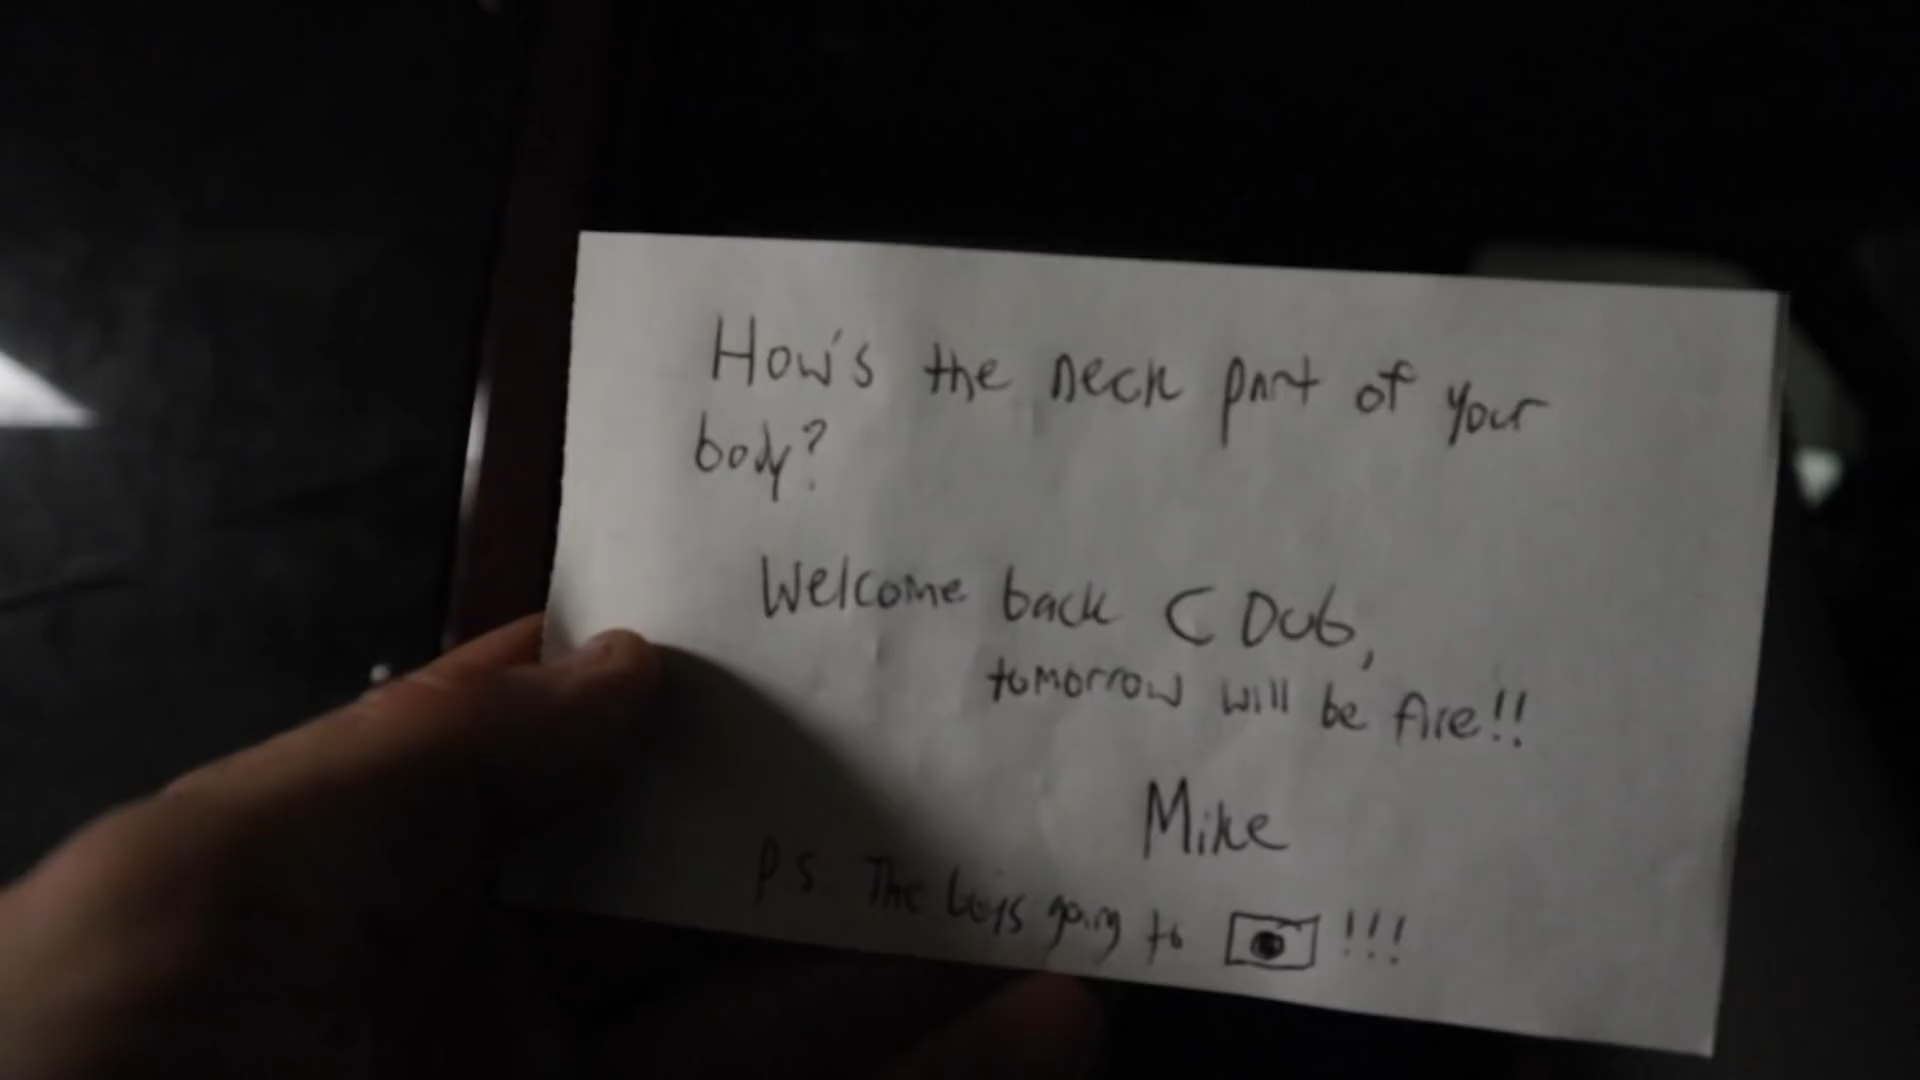 How's the neck part of your
body?
Welcome back C Dub,
tomorrow will be fire!!
Mike
PS. The boys going to !!!